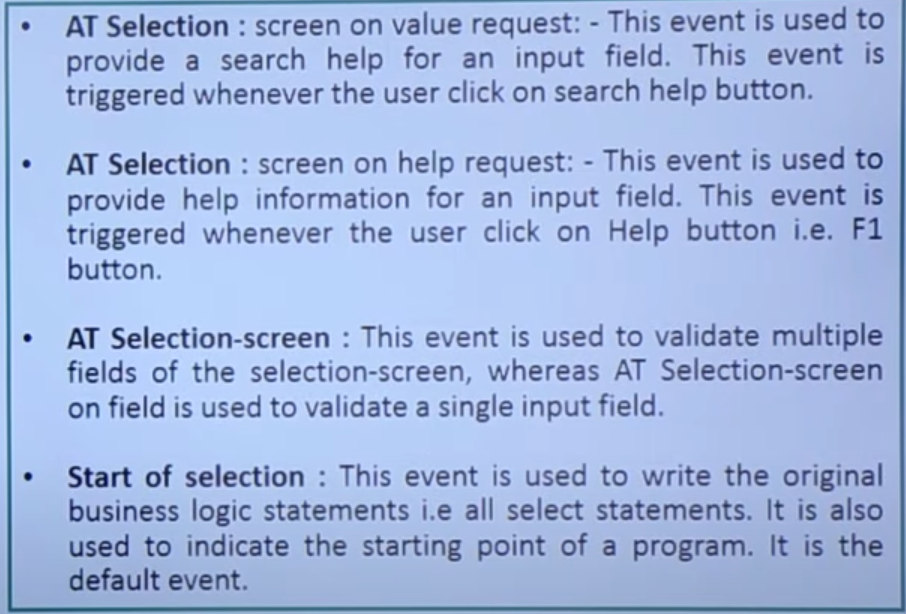 • AT Selection : screen on value request: - This event is used to
provide a search help for an input field. This event is
triggered whenever the user click on search help button.
• AT Selection : screen on help request: - This event is used to
provide help information for an input field. This event is
triggered whenever the user click on Help button i.e. F1
button.
• AT Selection-screen : This event is used to validate multiple
fields of the selection-screen, whereas AT Selection-screen
on field is used to validate a single input field.
• Start of selection : This event is used to write the original
business logic statements i.e all select statements. It is also
used to indicate the starting point of a program. It is the
default event.